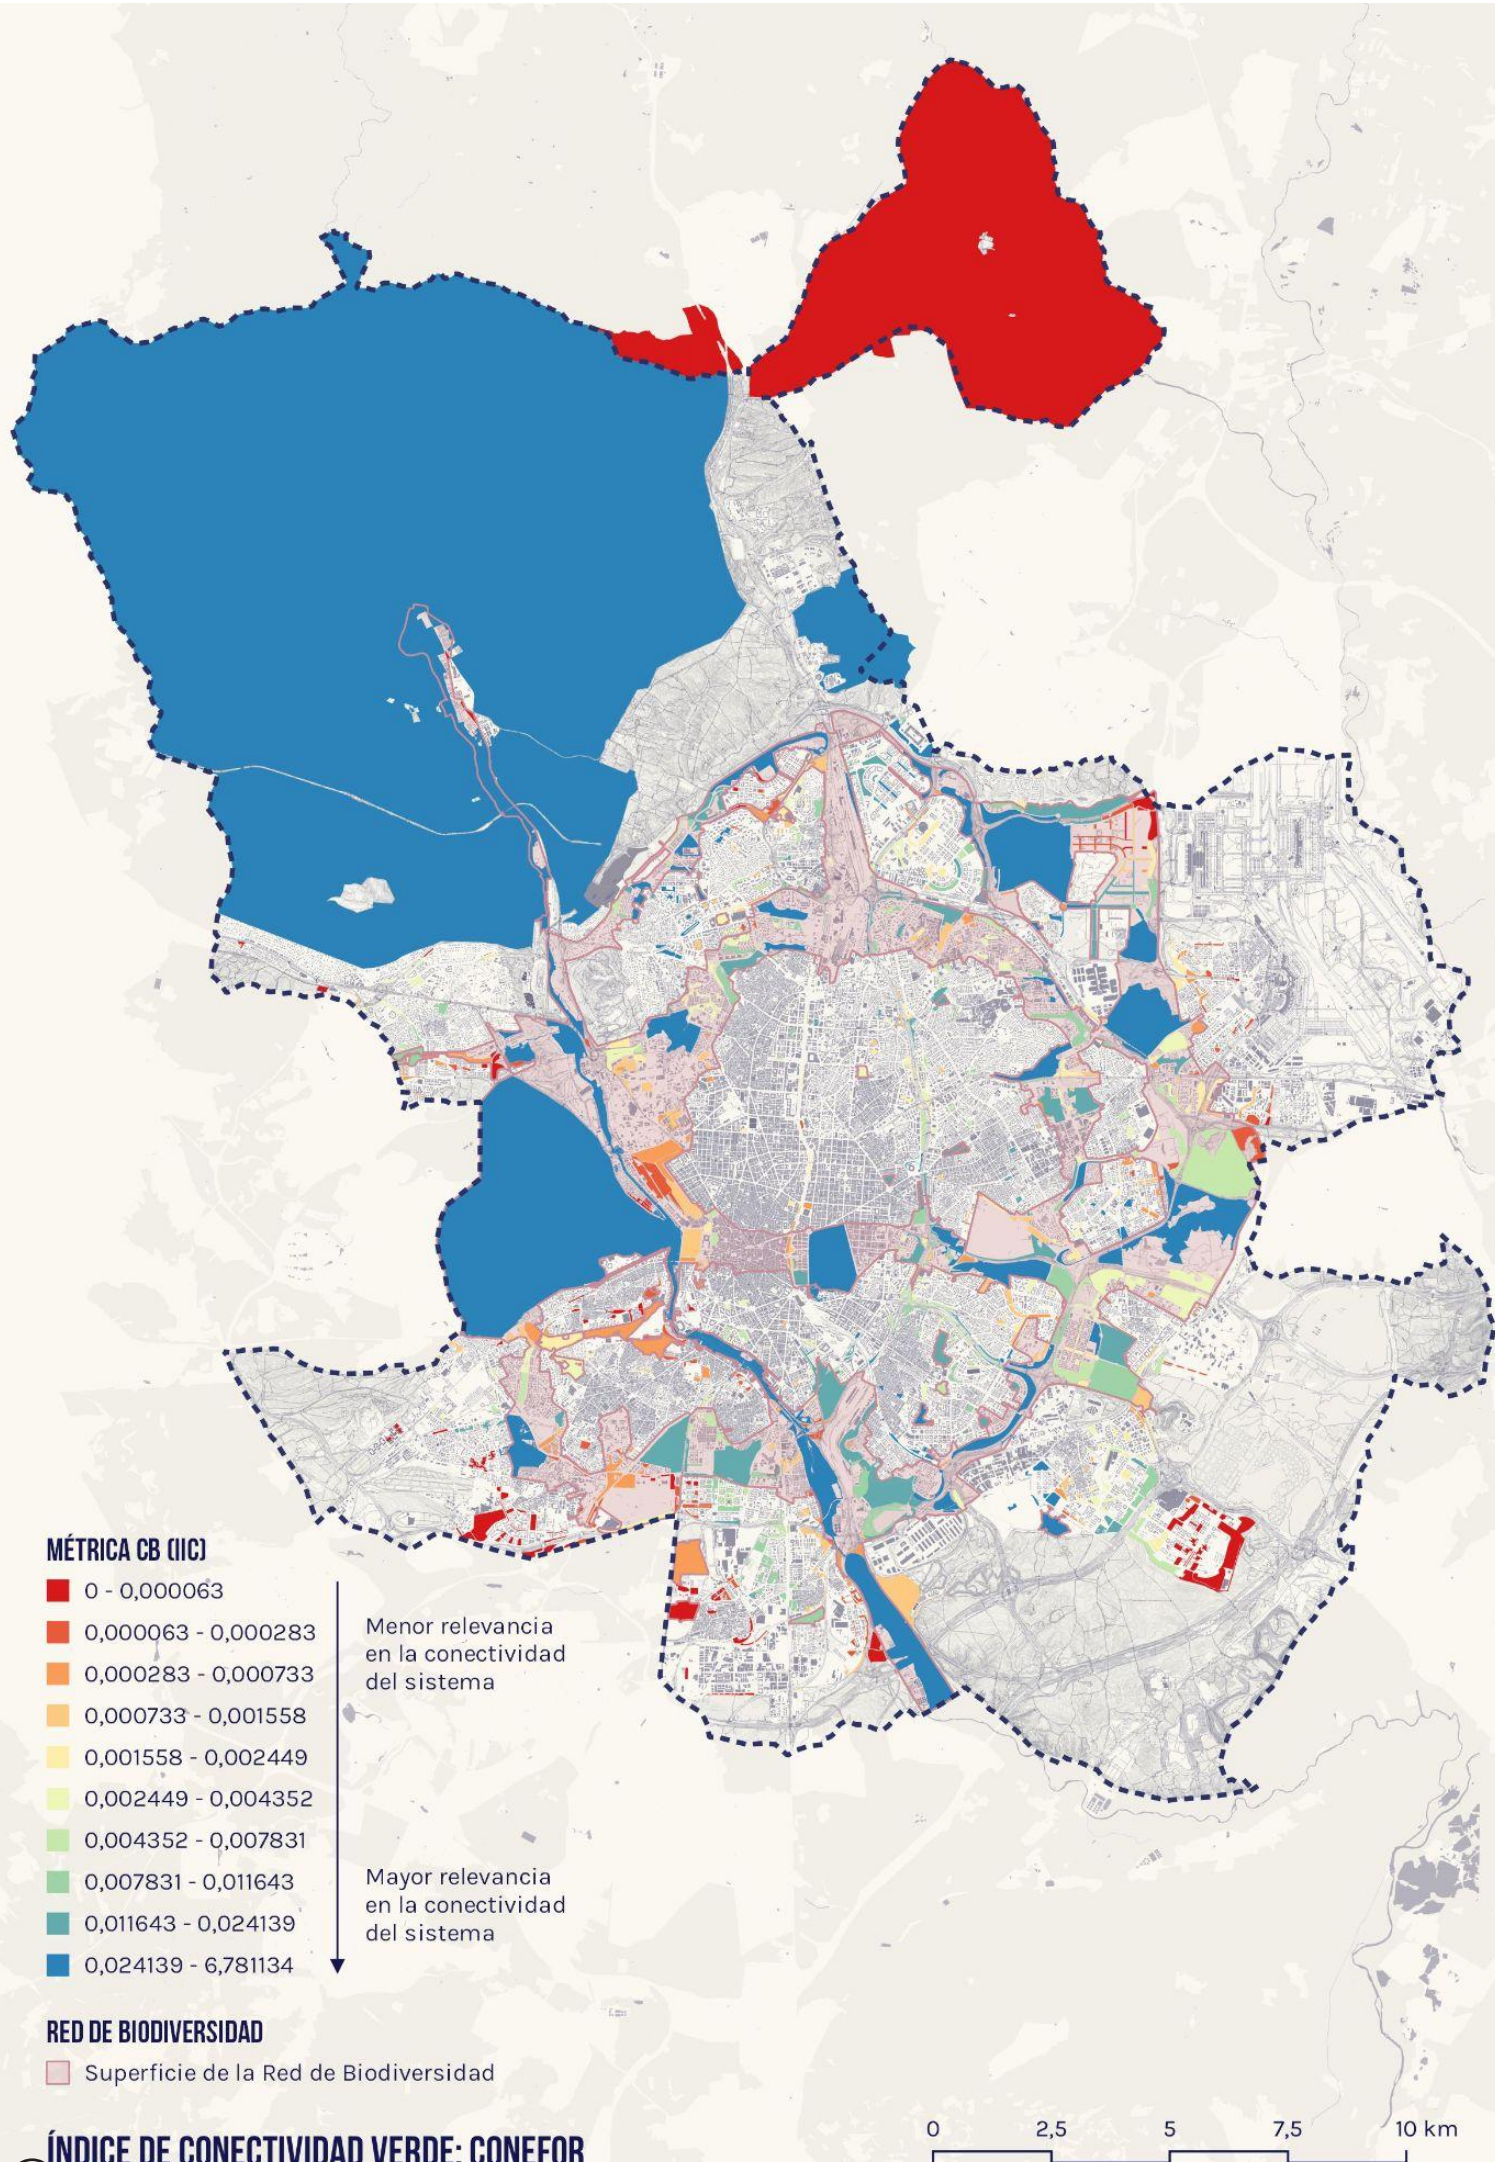 MÉTRICA CB (IIC)
0 - 0,000063
0,000063 - 0,000283
0,000283 - 0,000733
0,000733 - 0,001558
0,001558 - 0,002449
0,002449 - 0,004352
0,004352 - 0,007831
0,007831 - 0,011643
0,011643 - 0,024139
0,024139 - 6,781134
Menor relevancia
en la conectividad
del sistema
Mayor relevancia
en la conectividad
del sistema
RED DE BIODIVERSIDAD
Superficie de la Red de Biodiversidad
ÍNDICE DE CONECTIVIDAD VERDE: CONEFOR
0 2,5 5 7,5 10 km